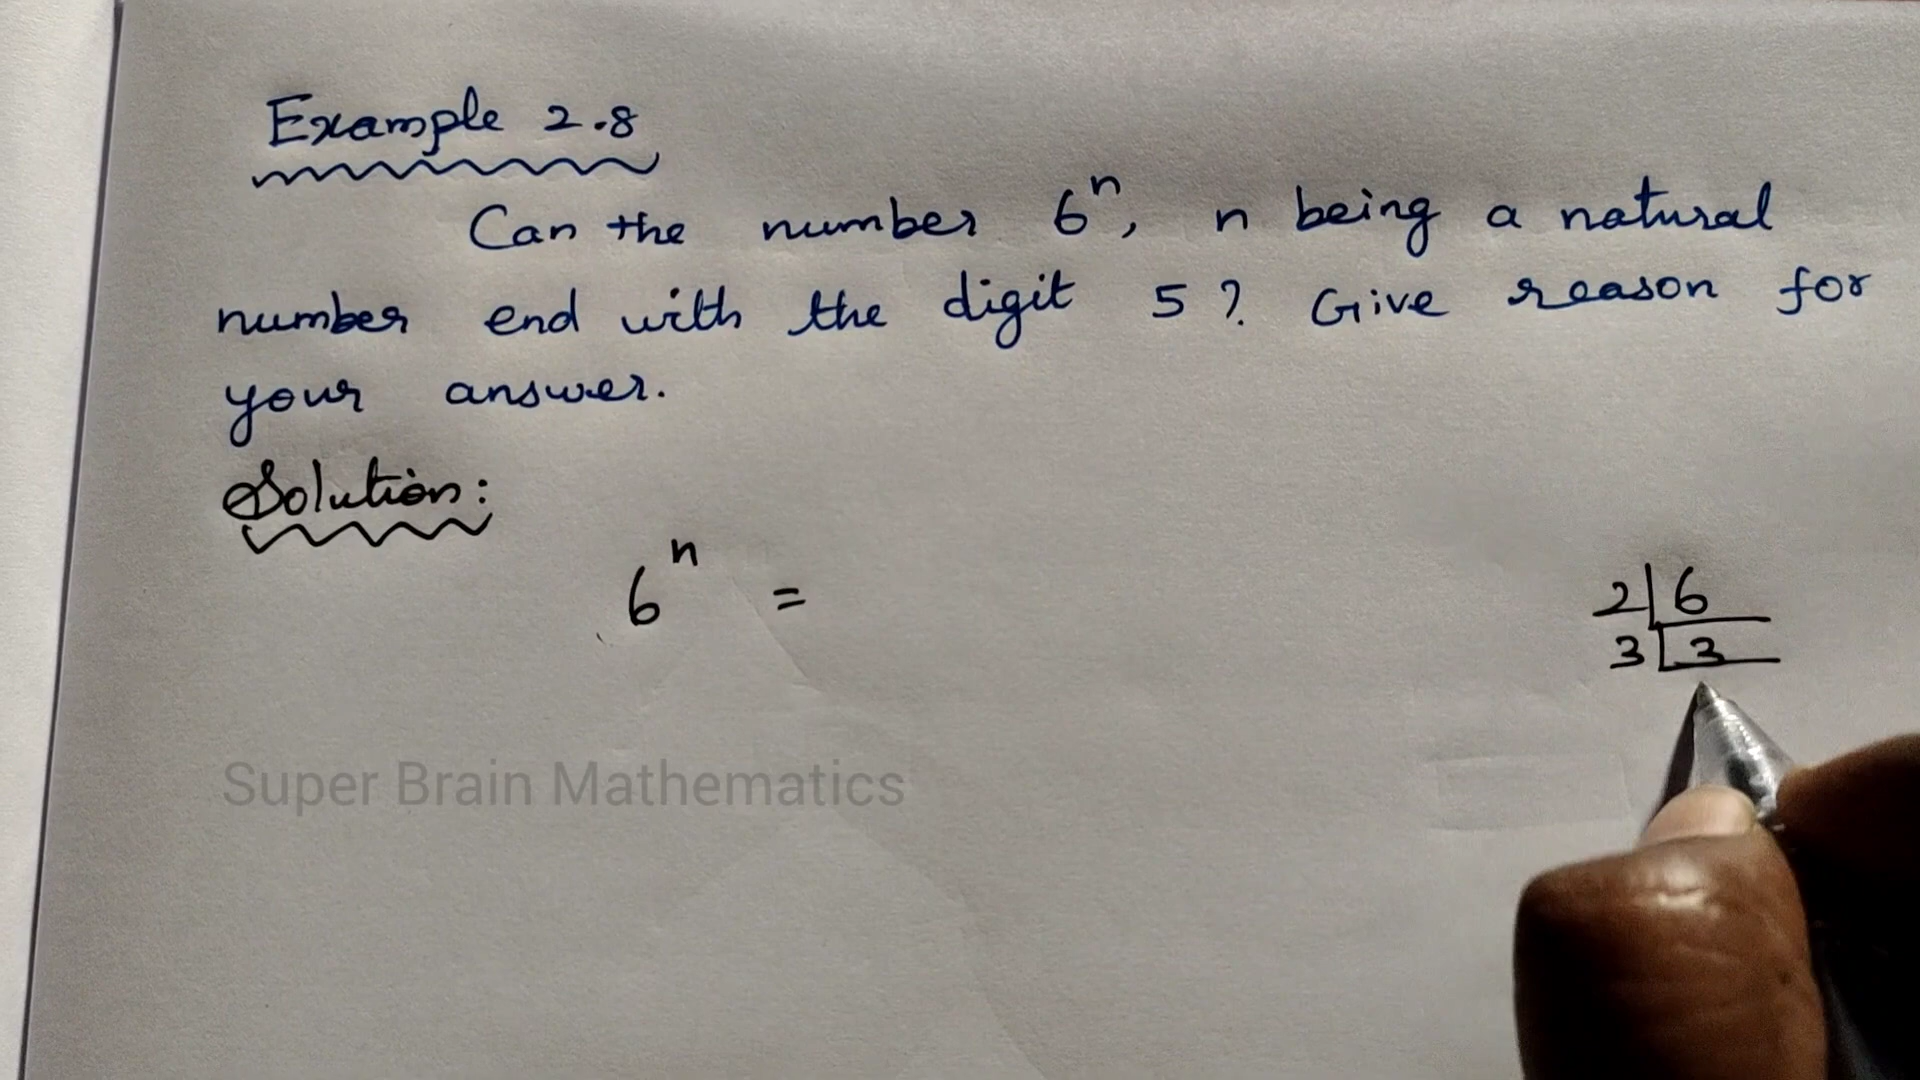 Example 2.8
Can the number 6ⁿ, n being a natural
number end with the digit 5? Give reason for
your answer.
Solution:
6ⁿ =
2|6
3|3
Super Brain Mathematics